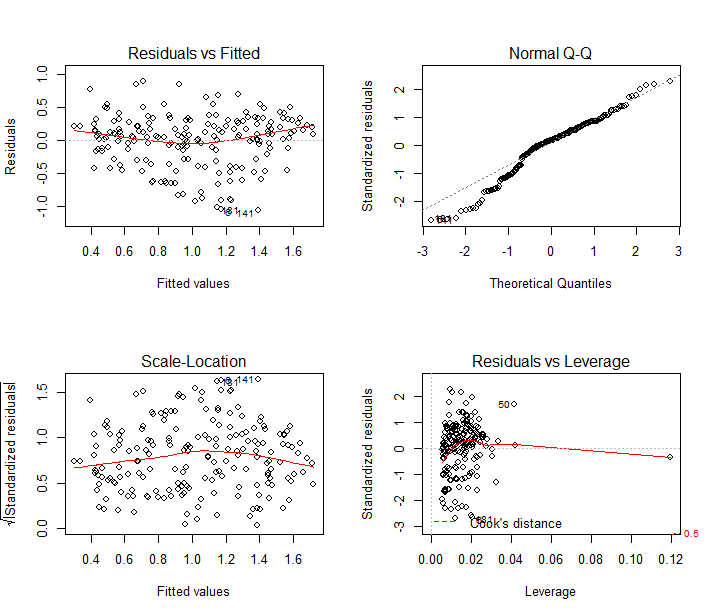 Residuals vs Fitted
Residuals
1.0
0.5
0.0
-0.5
-1.0
141
0.4 0.6 0.8 1.0 1.2 1.4 1.6
Fitted values
Normal Q-Q
Standardized residuals
2
1
0
-1
-2
-3 -2 -1 0 1 2 3
Theoretical Quantiles
Scale-Location
√|Standardized residuals|
1.5
1.0
0.5
0.0
141
0.4 0.6 0.8 1.0 1.2 1.4 1.6
Fitted values
Residuals vs Leverage
Standardized residuals
2
1
0
-1
-2
-3
50
Cook's distance
0.5
0.00 0.02 0.04 0.06 0.08 0.10 0.12
Leverage